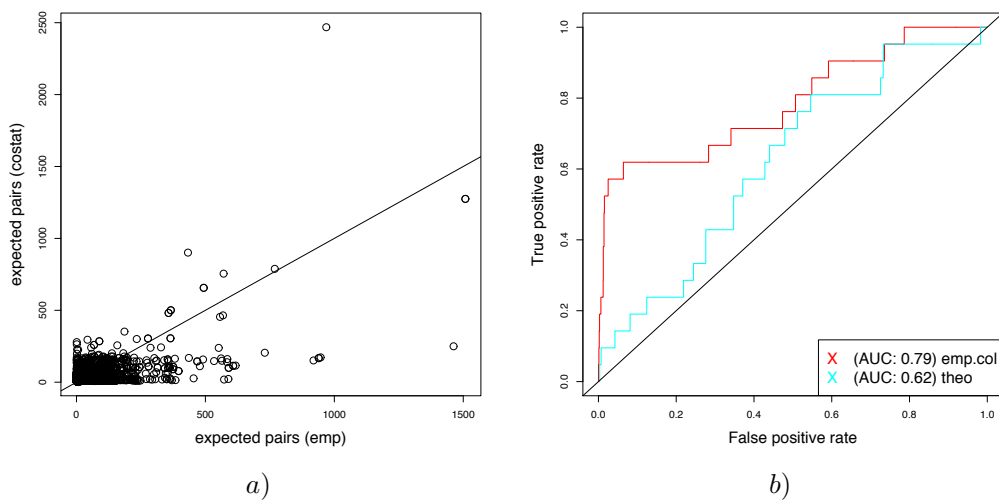 expected pairs (costat)
2500
2000
1500
1000
500
0
0 500 1000 1500
expected pairs (emp)
a)
True positive rate
1.0
0.8
0.6
0.4
0.2
0.0
0.0 0.2 0.4 0.6 0.8 1.0
False positive rate
X (AUC: 0.79) emp.col
X (AUC: 0.62) theo
b)